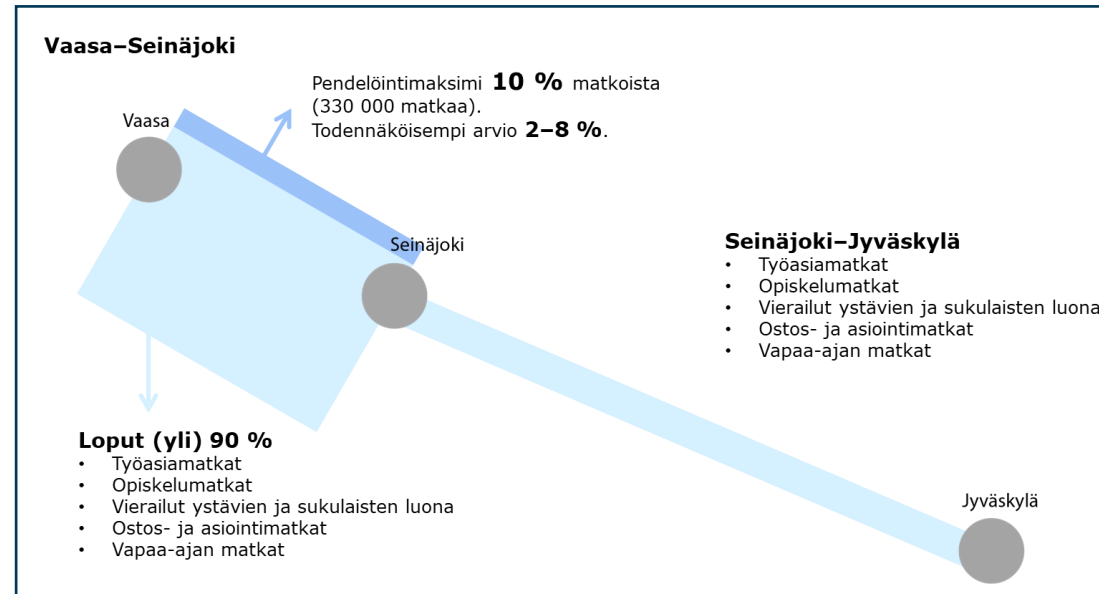 Vaasa–Seinäjoki
Pendelöintimaksimi 10 % matkoista
(330 000 matkaa).
Todennäköisempi arvio 2–8 %.
Vaasa
Seinäjoki
Seinäjoki–Jyväskylä
• Työasiamatkat
• Opiskelumatkat
• Vierailut ystävien ja sukulaisten luona
• Ostos- ja asiointimatkat
• Vapaa-ajan matkat
Loput (yli) 90 %
• Työasiamatkat
• Opiskelumatkat
• Vierailut ystävien ja sukulaisten luona
• Ostos- ja asiointimatkat
• Vapaa-ajan matkat
Jyväskylä